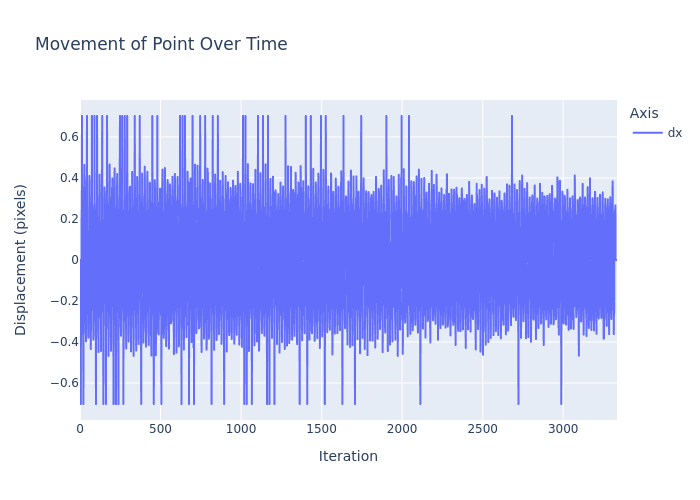 Movement of Point Over Time
Axis
dx
Displacement (pixels)
0.6
0.4
0.2
0
−0.2
−0.4
−0.6
0
500
1000
1500
2000
2500
3000
Iteration